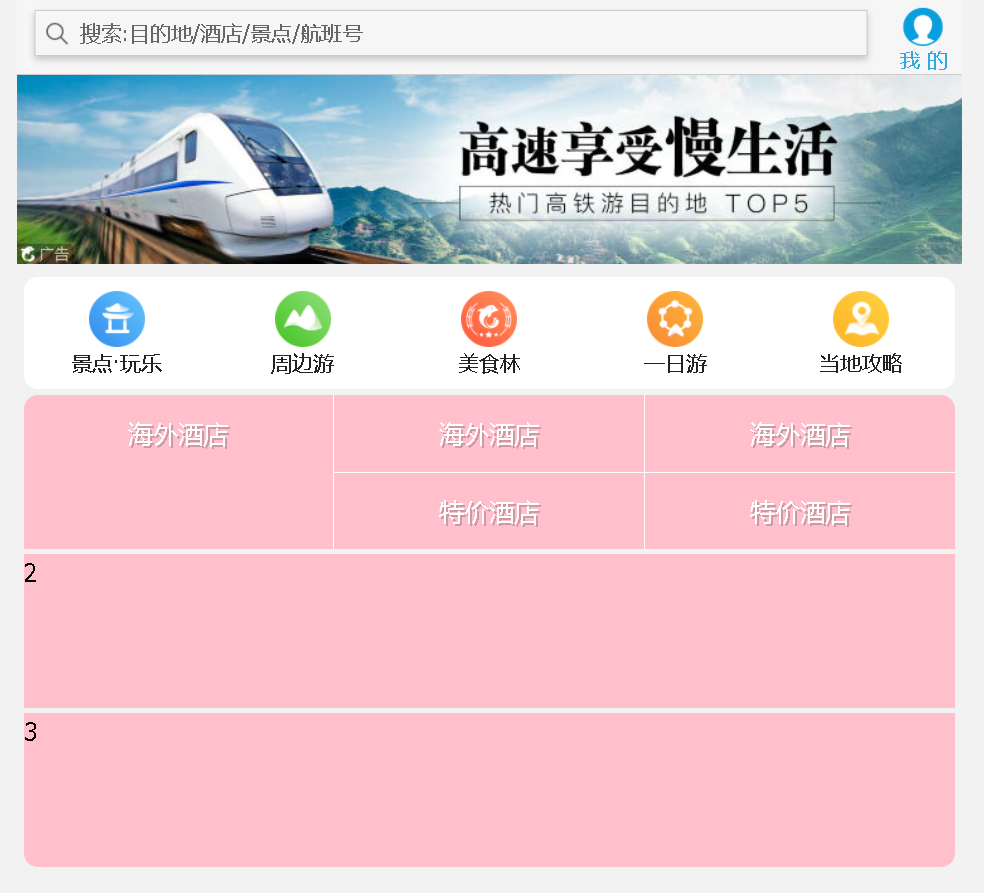 搜索:目的地/酒店/景点/航班号
我 的
高速享受慢生活
热门高铁游目的地 TOP5
广告
景点·玩乐 周边游 美食林 一日游 当地攻略
海外酒店 海外酒店 海外酒店
特价酒店 特价酒店
2
3